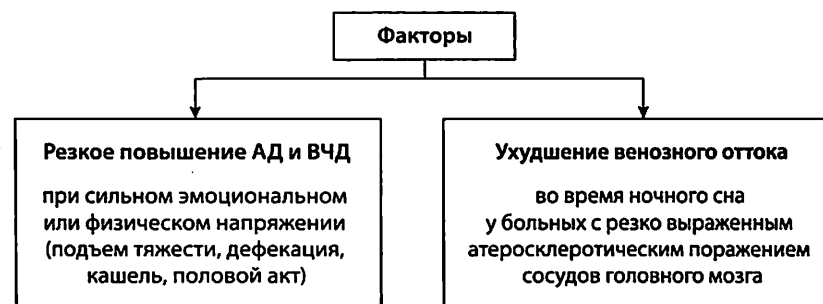 Факторы
Резкое повышение АД и ВЧД
при сильном эмоциональном
или физическом напряжении
(подъем тяжести, дефекация,
кашель, половой акт)
Ухудшение венозного оттока
во время ночного сна
у больных с резко выраженным
атеросклеротическим поражением
сосудов головного мозга